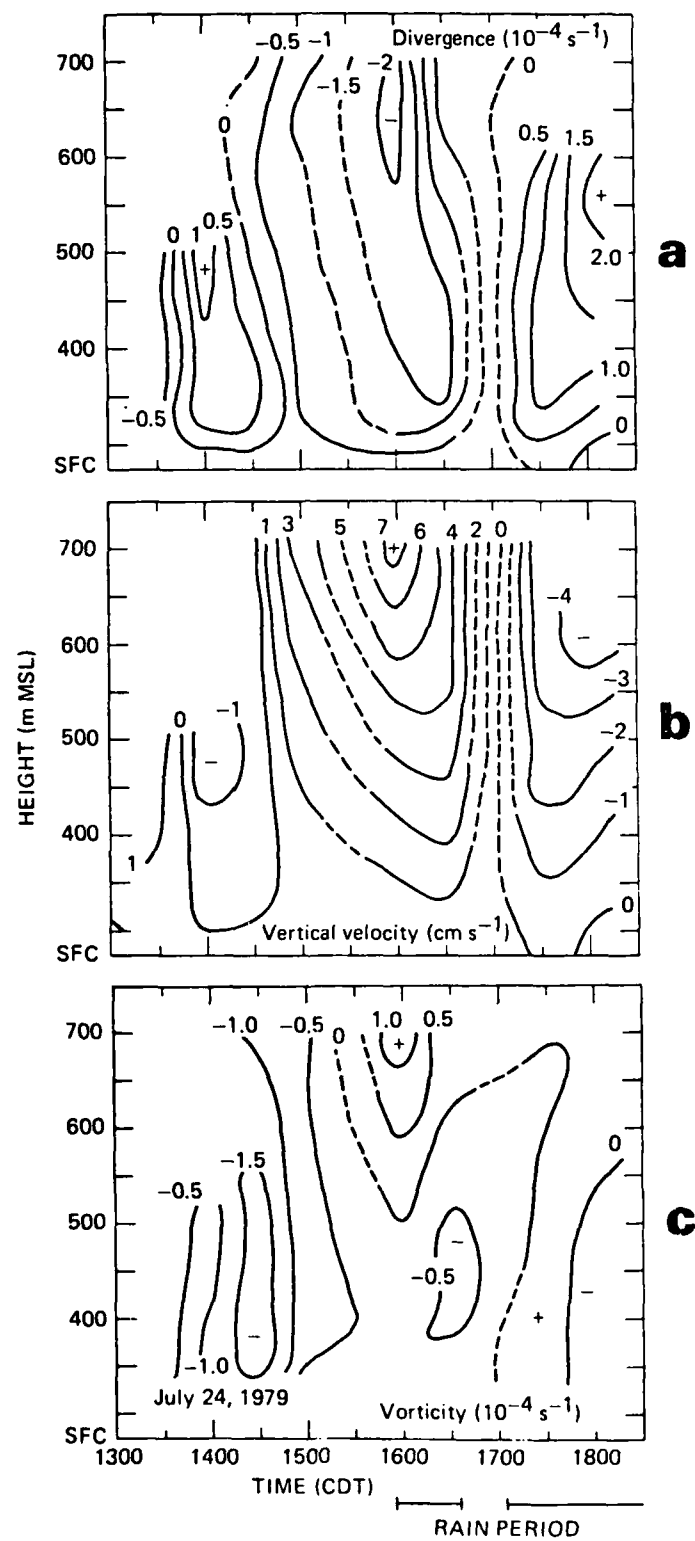 −0.5 −1
Divergence (10−4 s−1)
700
−2
0
−1.5
0
600
0.5 1.5
0 1 0.5
500
2.0
a
400
1.0
−0.5
0
SFC
1 3 5 7 6 4 2 0
700
−4
600
−3
0 −1
b
500
−2
HEIGHT (m MSL)
400
−1
1
0
Vertical velocity (cm s−1)
SFC
−1.0 −0.5 0 1.0 0.5
700
600
0
−1.5
−0.5
c
500
−0.5
400
−1.0
July 24, 1979
Vorticity (10−4 s−1)
SFC
1300 1400 1500 1600 1700 1800
TIME (CDT)
RAIN PERIOD